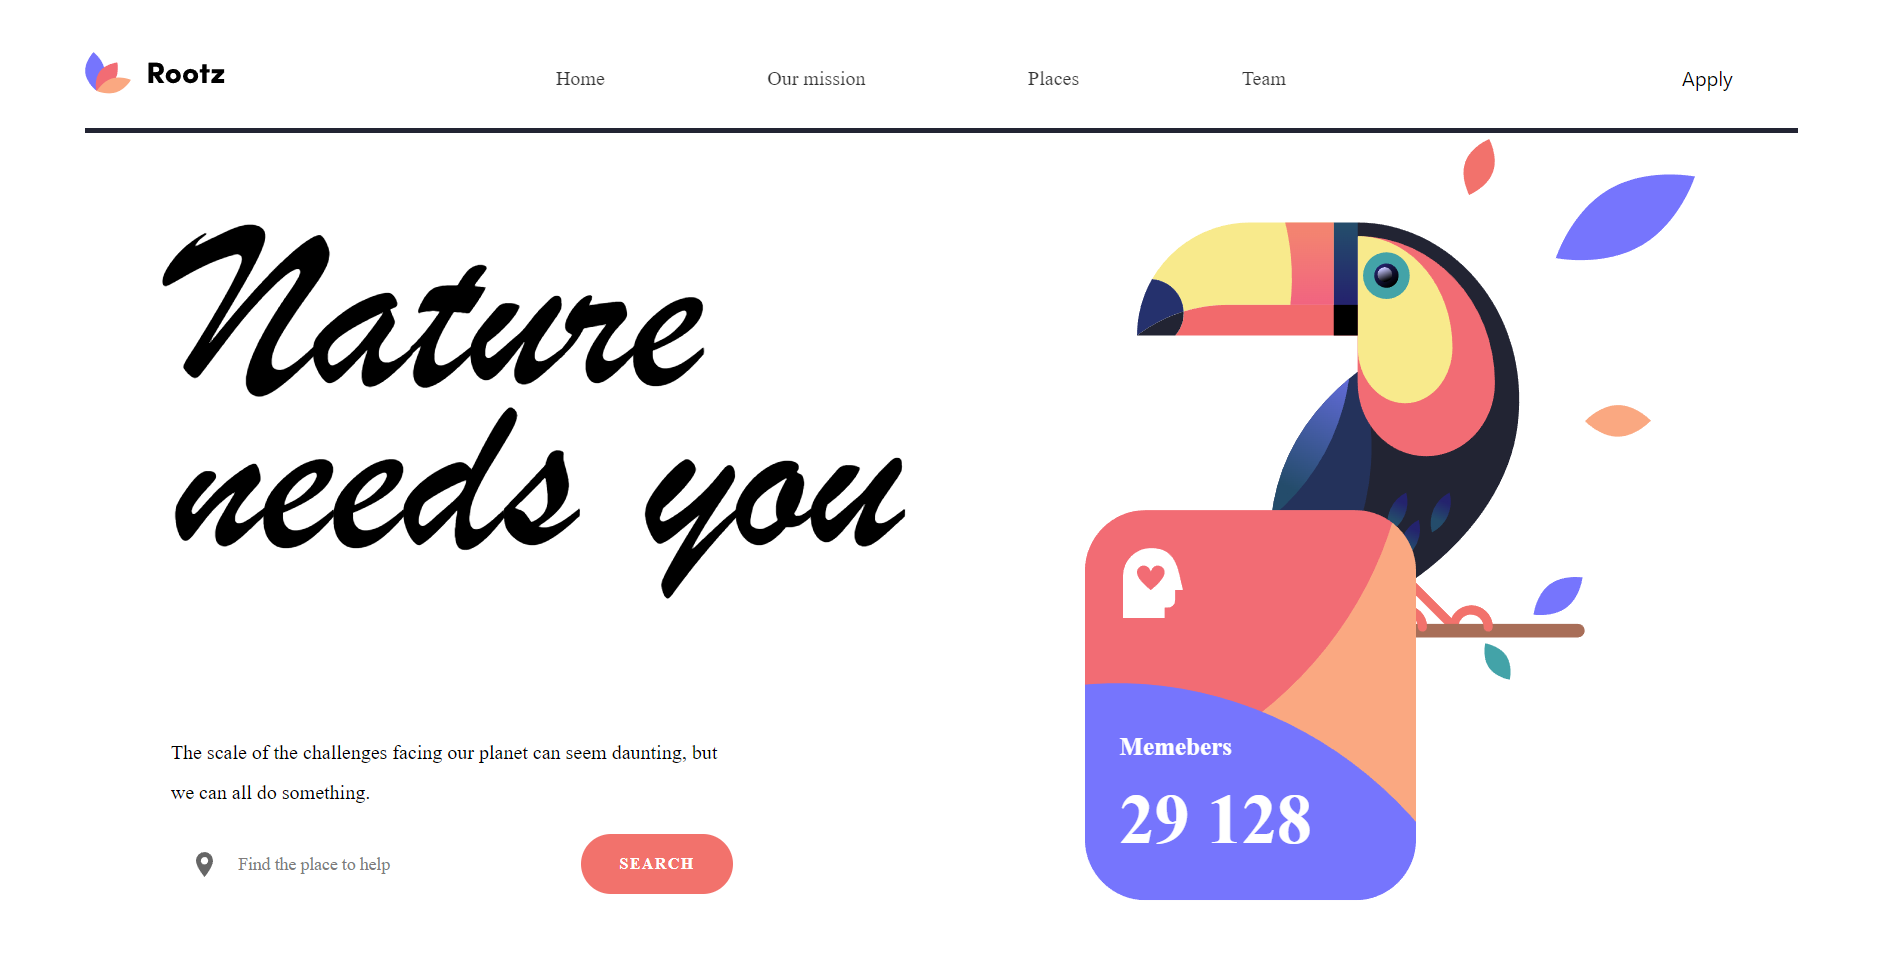 Rootz
Home
Our mission
Places
Team
Apply
Nature
needs you
The scale of the challenges facing our planet can seem daunting, but
we can all do something.
Find the place to help
SEARCH
Memebers
29 128